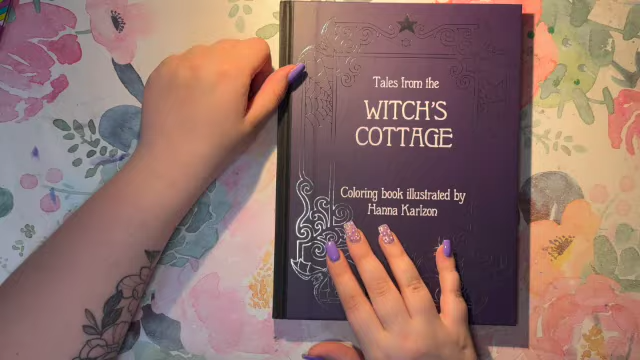 Tales from the
WITCH'S
COTTAGE
Coloring book illustrated by
Hanna Karlzon